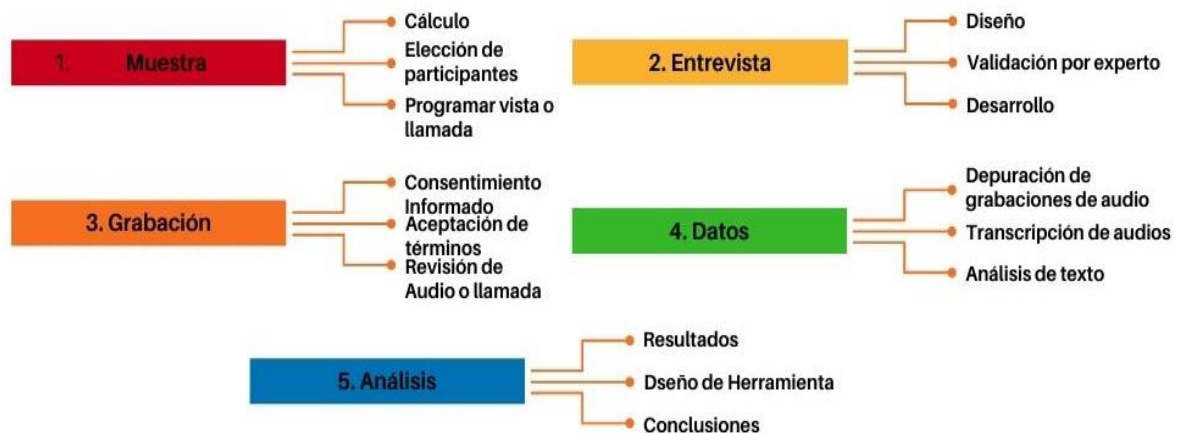 1. Muestra
Cálculo
Elección de
participantes
Programar vista o
llamada
2. Entrevista
Diseño
Validación por experto
Desarrollo
3. Grabación
Consentimiento
Informado
Aceptación de
términos
Revisión de
Audio o llamada
4. Datos
Depuración de
grabaciones de audio
Transcripción de audios
Análisis de texto
5. Análisis
Resultados
Dseño de Herramienta
Conclusiones